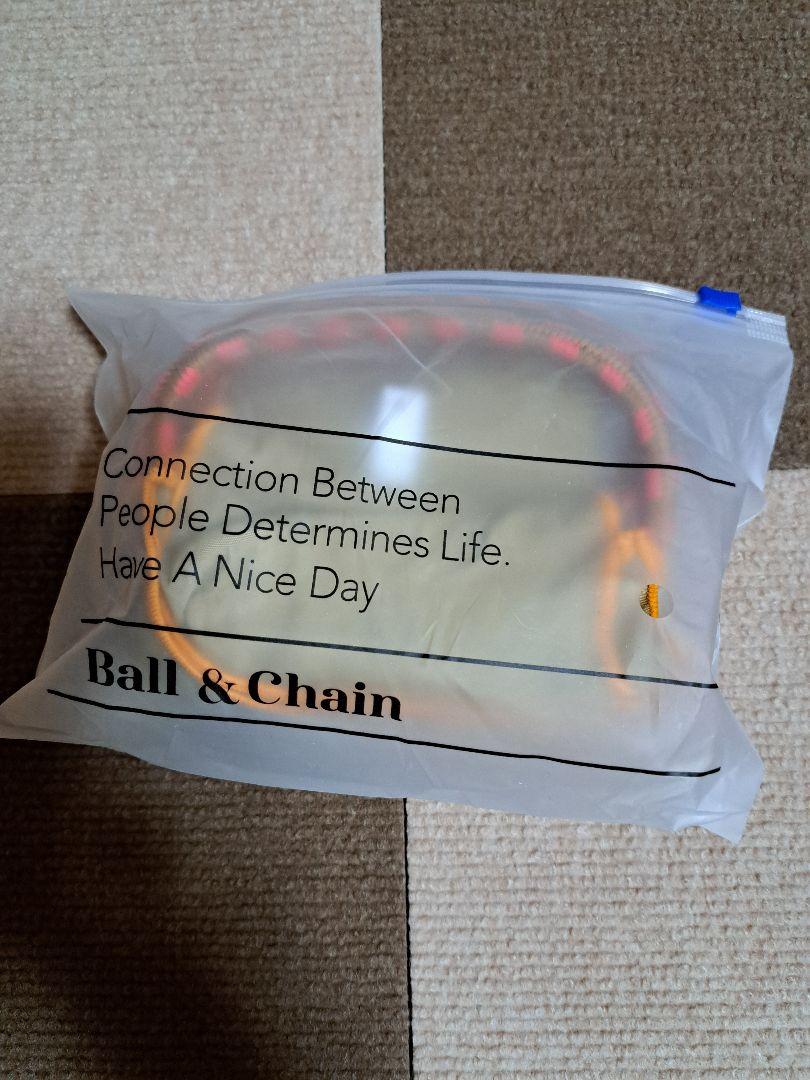 Connection Between
People Determines Life.
Have A Nice Day
Ball & Chain